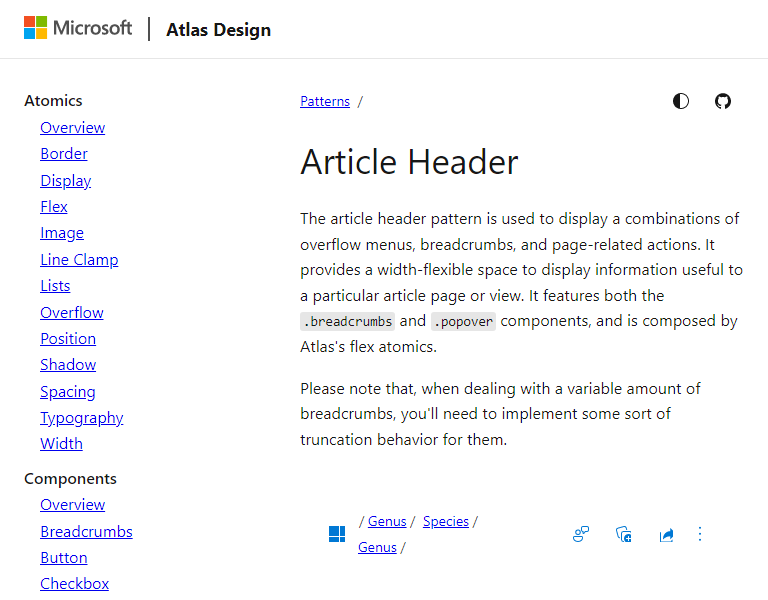 Microsoft | Atlas Design
Atomics
Overview
Border
Display
Flex
Image
Line Clamp
Lists
Overflow
Position
Shadow
Spacing
Typography
Width
Components
Overview
Breadcrumbs
Button
Checkbox
Patterns /
Article Header
The article header pattern is used to display a combinations of
overflow menus, breadcrumbs, and page-related actions. It
provides a width-flexible space to display information useful to
a particular article page or view. It features both the
.breadcrumbs and .popover components, and is composed by
Atlas's flex atomics.
Please note that, when dealing with a variable amount of
breadcrumbs, you'll need to implement some sort of
truncation behavior for them.
/ Genus / Species /
Genus /